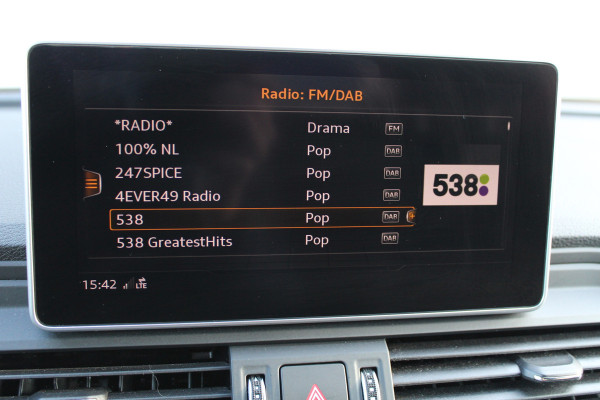 Radio: FM/DAB
*RADIO* Drama FM
100% NL Pop DAB
247SPICE Pop DAB
4EVER49 Radio Pop DAB
538 Pop DAB
538 GreatestHits Pop DAB
538
15:42 LTE